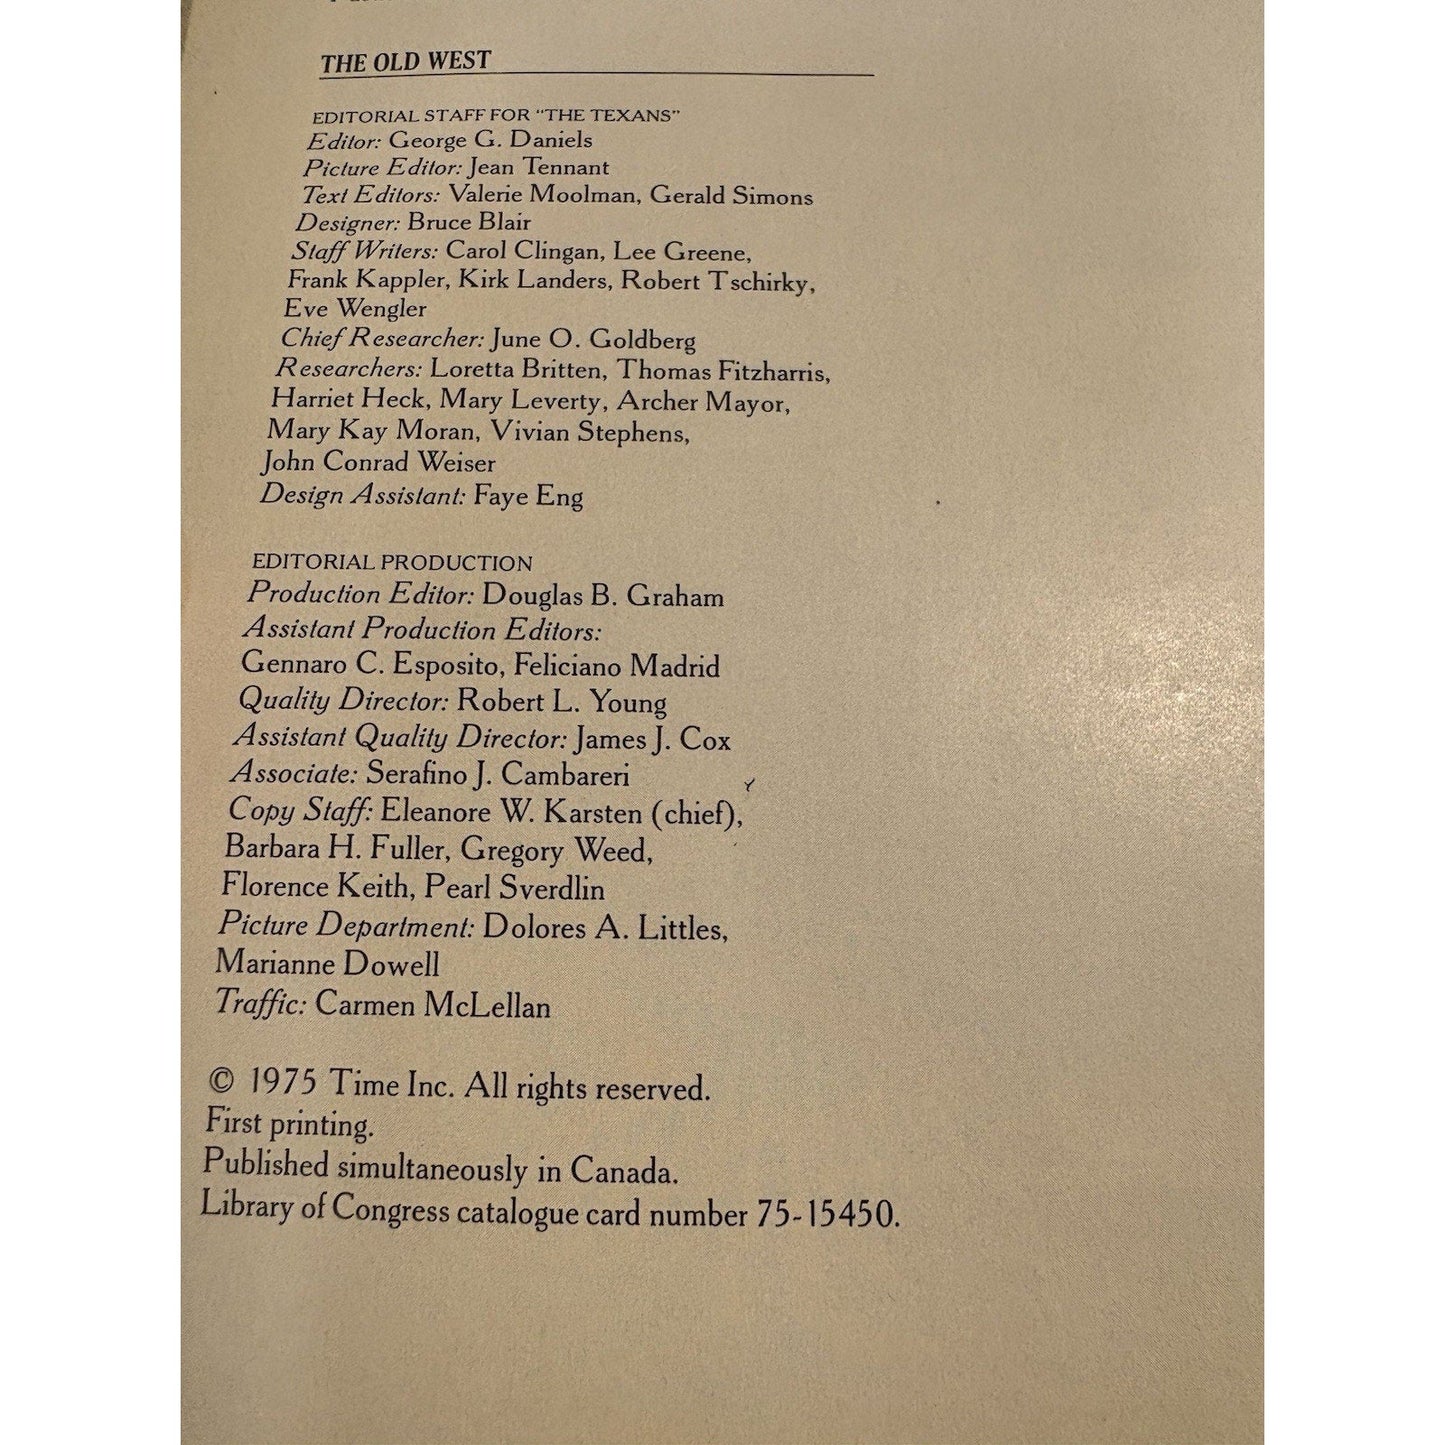 THE OLD WEST
EDITORIAL STAFF FOR "THE TEXANS"
Editor: George G. Daniels
Picture Editor: Jean Tennant
Text Editors: Valerie Moolman, Gerald Simons
Designer: Bruce Blair
Staff Writers: Carol Clingan, Lee Greene,
Frank Kappler, Kirk Landers, Robert Tschirky,
Eve Wengler
Chief Researcher: June O. Goldberg
Researchers: Loretta Britten, Thomas Fitzharris,
Harriet Heck, Mary Leverty, Archer Mayor,
Mary Kay Moran, Vivian Stephens,
John Conrad Weiser
Design Assistant: Faye Eng
EDITORIAL PRODUCTION
Production Editor: Douglas B. Graham
Assistant Production Editors:
Gennaro C. Esposito, Feliciano Madrid
Quality Director: Robert L. Young
Assistant Quality Director: James J. Cox
Associate: Serafino J. Cambareri
Copy Staff: Eleanore W. Karsten (chief),
Barbara H. Fuller, Gregory Weed,
Florence Keith, Pearl Sverdlin
Picture Department: Dolores A. Littles,
Marianne Dowell
Traffic: Carmen McLellan
© 1975 Time Inc. All rights reserved.
First printing.
Published simultaneously in Canada.
Library of Congress catalogue card number 75-15450.